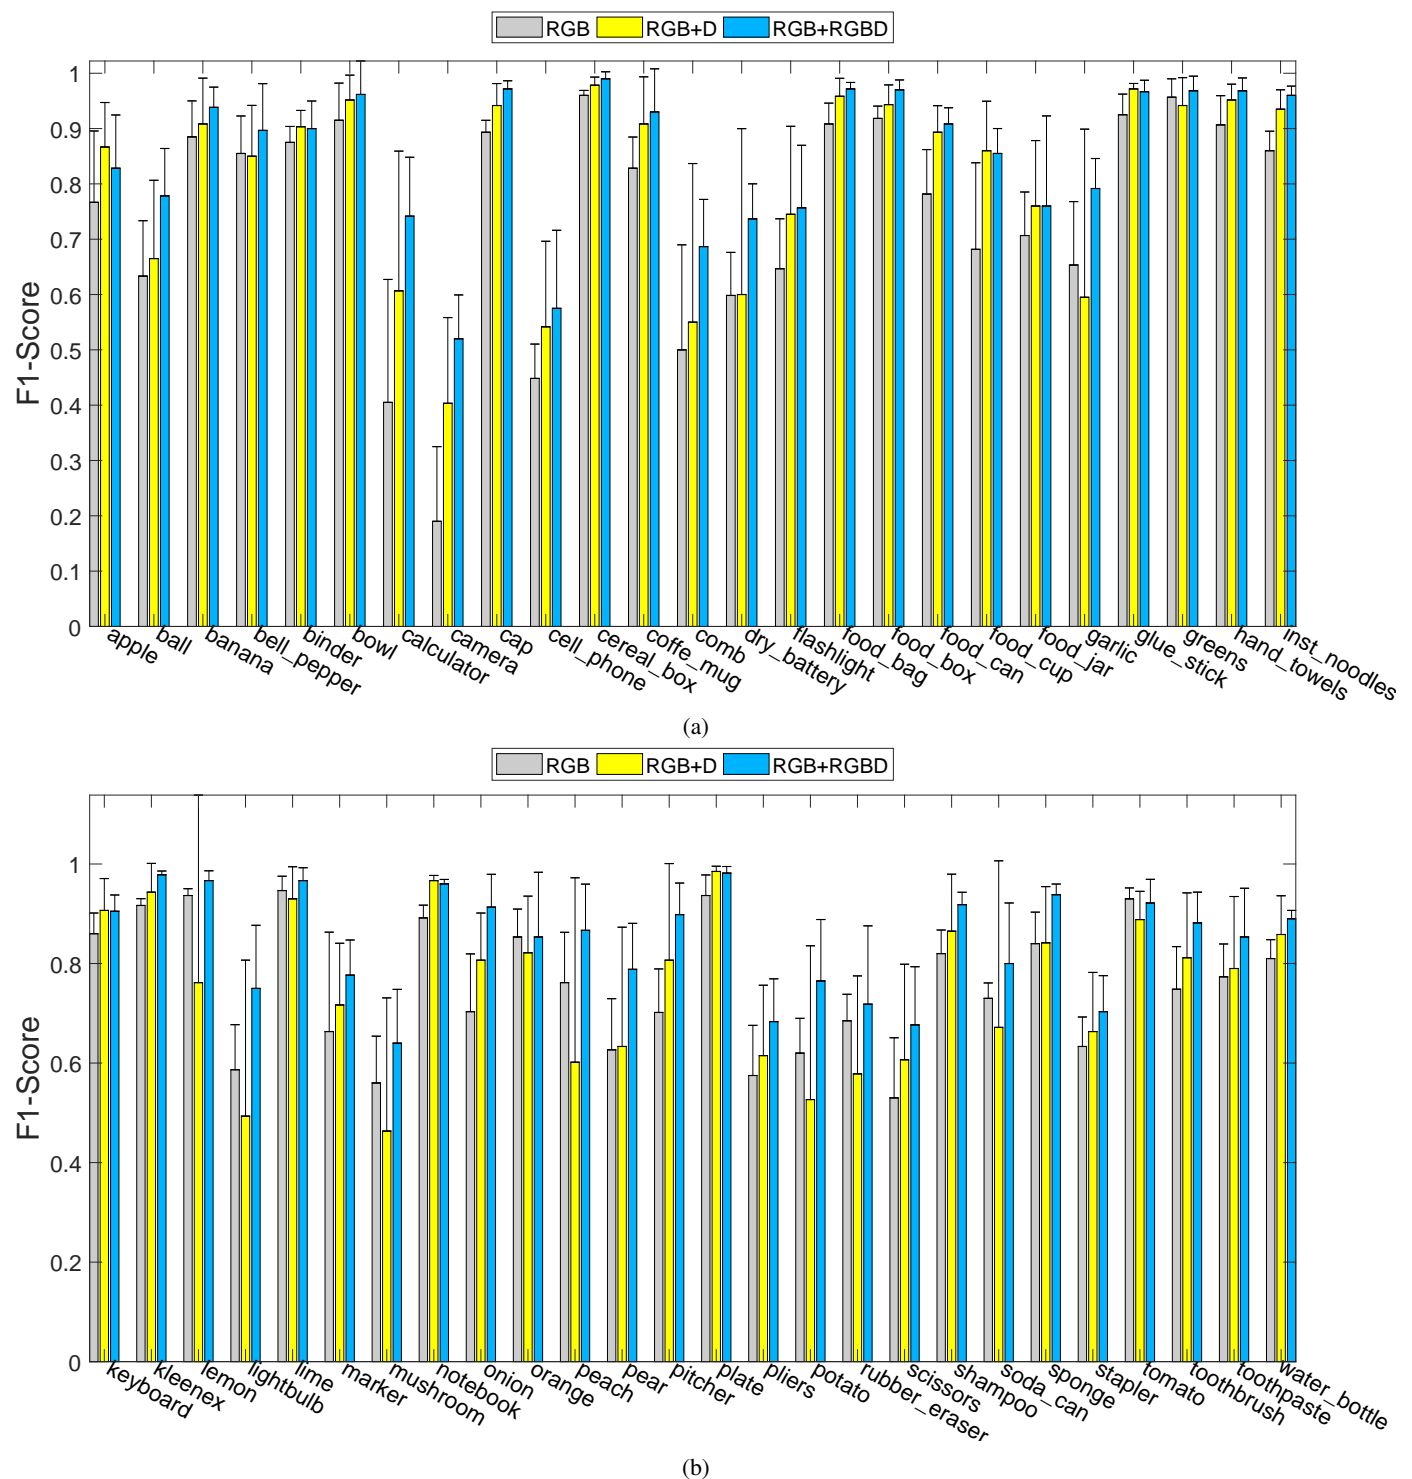 RGB RGB+D RGB+RGBD
1
0.9
0.8
0.7
0.6
0.5
0.4
0.3
0.2
0.1
0
F1-Score
apple ball banana bell_pepper binder bowl calculator camera cap cell_phone cereal_box coffe_mug comb dry_battery flashlight food_bag food_box food_can food_cup food_jar garlic glue_stick greens hand_towels inst_noodles
(a)
RGB RGB+D RGB+RGBD
1
0.8
0.6
0.4
0.2
0
F1-Score
keyboard kleenex lemon lightbulb lime marker mushroom notebook onion orange peach pear pitcher plate pliers potato rubber_eraser scissors shampoo soda_can sponge stapler tomato toothbrush toothpaste water_bottle
(b)